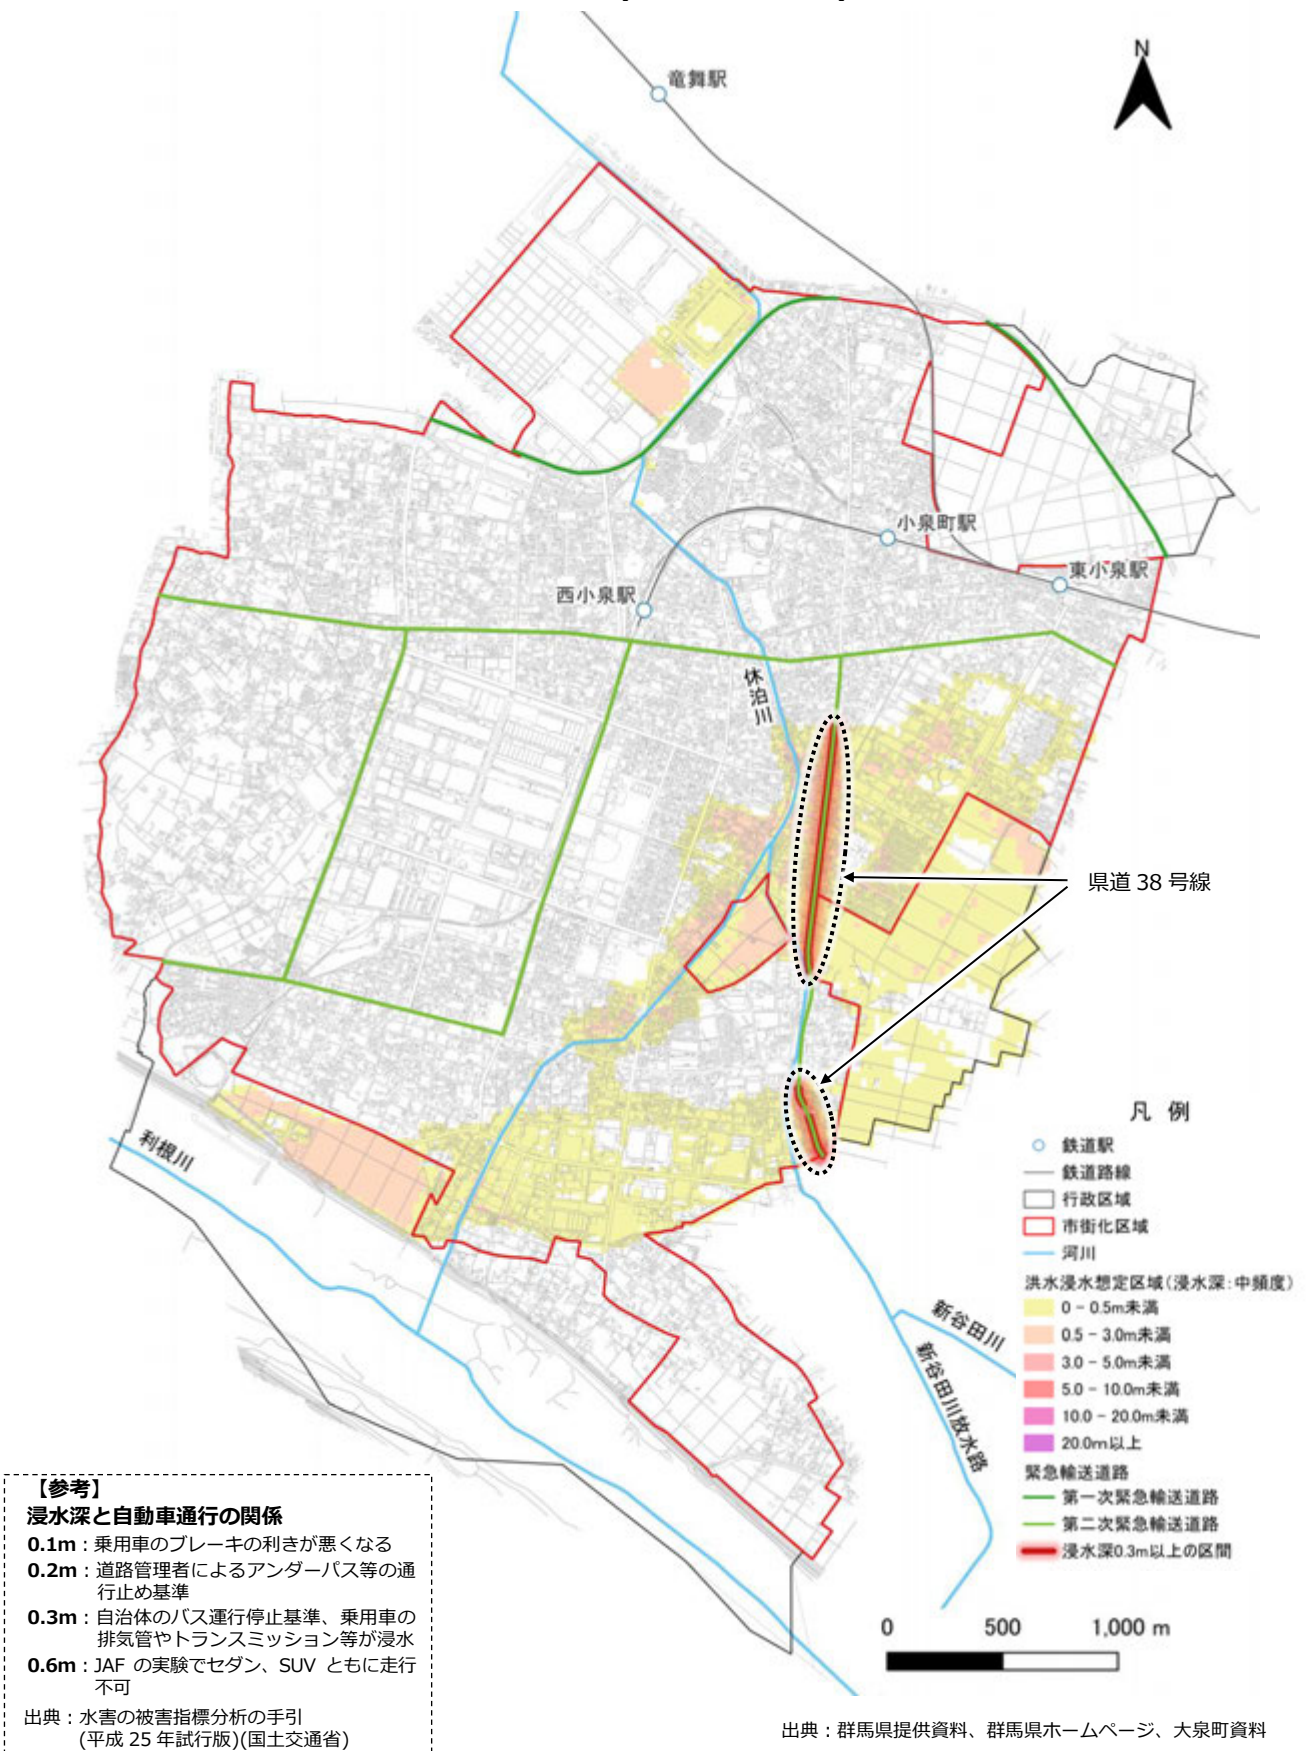 N
竜舞駅
小泉町駅
東小泉駅
西小泉駅
休泊川
県道 38 号線
利根川
新谷田川
新谷田川放水路
凡 例
鉄道駅
鉄道路線
行政区域
市街化区域
河川
洪水浸水想定区域(浸水深:中頻度)
0 - 0.5m未満
0.5 - 3.0m未満
3.0 - 5.0m未満
5.0 - 10.0m未満
10.0 - 20.0m未満
20.0m以上
緊急輸送道路
第一次緊急輸送道路
第二次緊急輸送道路
浸水深0.3m以上の区間
0 500 1,000 m
【参考】
浸水深と自動車通行の関係
0.1m：乗用車のブレーキの利きが悪くなる
0.2m：道路管理者によるアンダーパス等の通
行止め基準
0.3m：自治体のバス運行停止基準、乗用車の
排気管やトランスミッション等が浸水
0.6m：JAF の実験でセダン、SUV ともに走行
不可
出典：水害の被害指標分析の手引
(平成 25 年試行版)(国土交通省)
出典：群馬県提供資料、群馬県ホームページ、大泉町資料